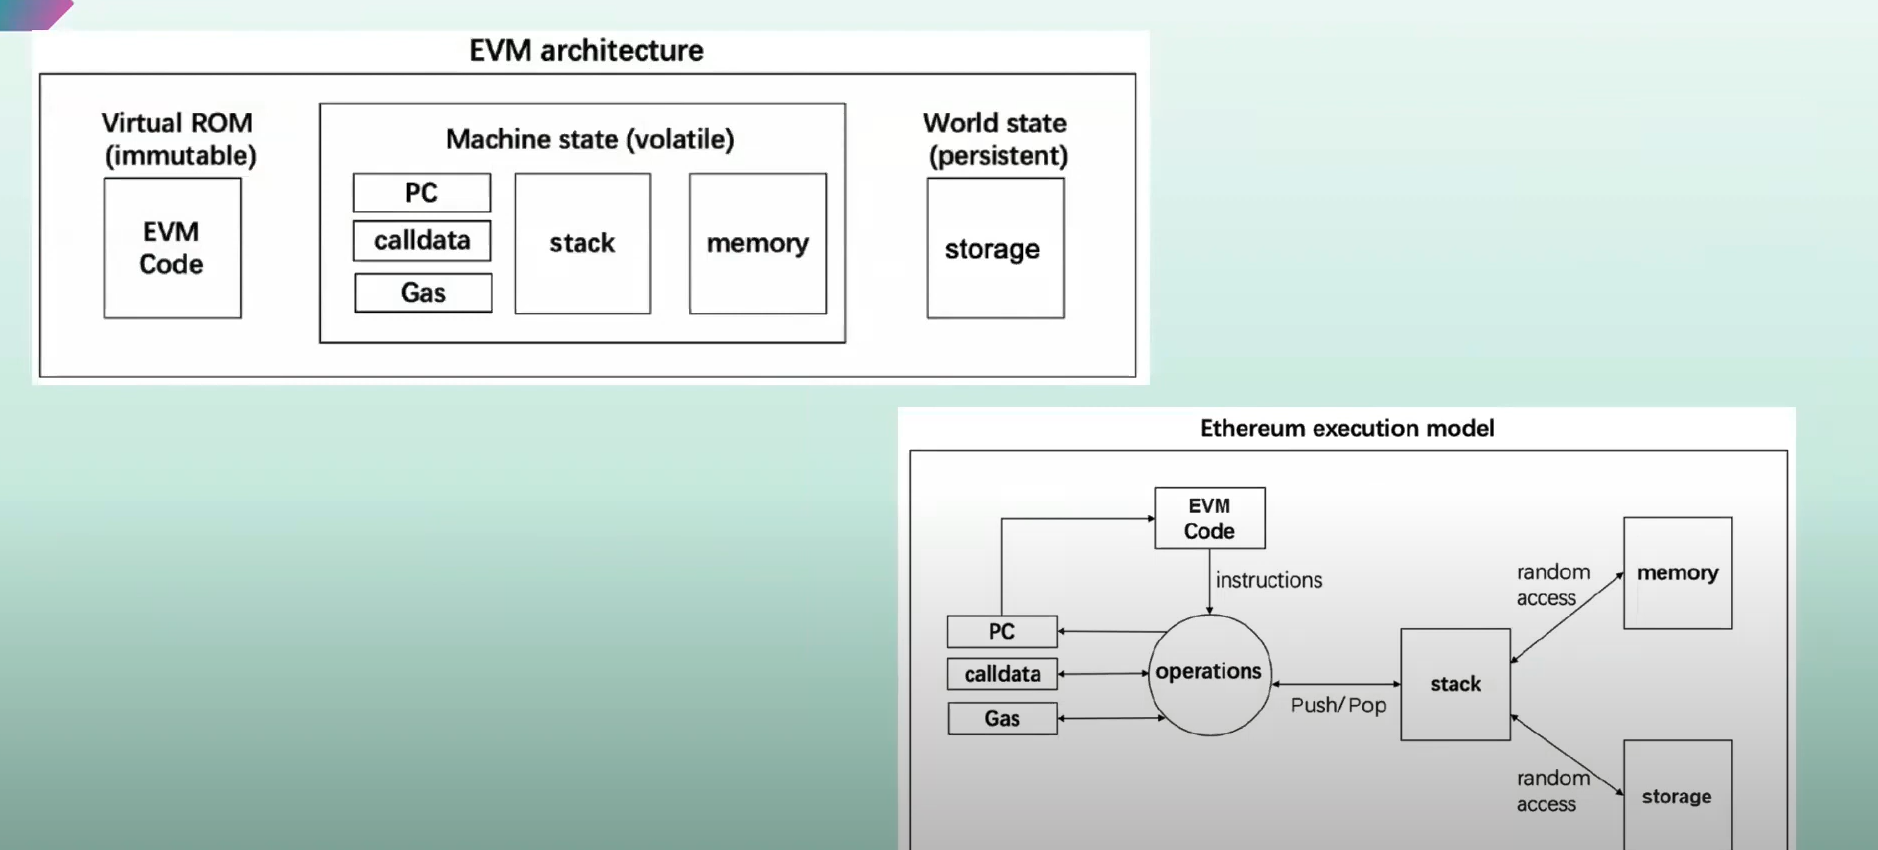 EVM architecture
Virtual ROM
(immutable)
EVM
Code
Machine state (volatile)
PC
calldata
Gas
stack
memory
World state
(persistent)
storage
Ethereum execution model
EVM
Code
instructions
PC
calldata
Gas
operations
Push/Pop
stack
random
access
memory
random
access
storage